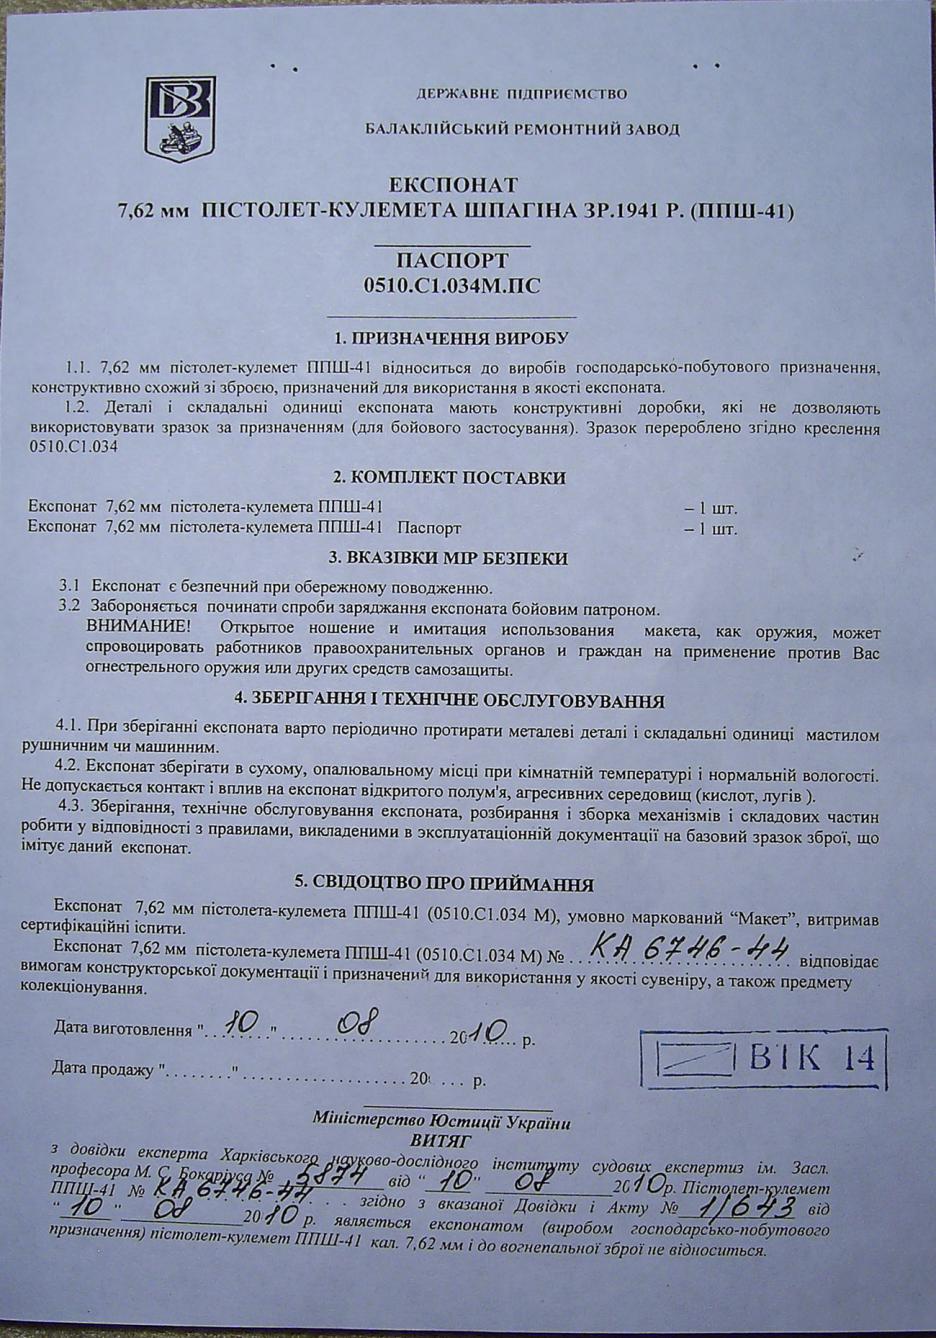 БВ
ДЕРЖАВНЕ ПІДПРИЄМСТВО
БАЛАКЛІЙСЬКИЙ РЕМОНТНИЙ ЗАВОД
ЕКСПОНАТ
7,62 мм ПІСТОЛЕТ-КУЛЕМЕТА ШПАГІНА ЗР.1941 Р. (ППШ-41)
ПАСПОРТ
0510.С1.034М.ПС
1. ПРИЗНАЧЕННЯ ВИРОБУ
1.1. 7,62 мм пістолет-кулемет ППШ-41 відноситься до виробів господарсько-побутового призначення,
конструктивно схожий зі зброєю, призначений для використання в якості експоната.
1.2. Деталі і складальні одиниці експоната мають конструктивні доробки, які не дозволяють
використовувати зразок за призначенням (для бойового застосування). Зразок перероблено згідно креслення
0510.С1.034
2. КОМПЛЕКТ ПОСТАВКИ
Експонат 7,62 мм пістолета-кулемета ППШ-41 – 1 шт.
Експонат 7,62 мм пістолета-кулемета ППШ-41 Паспорт – 1 шт.
3. ВКАЗІВКИ МІР БЕЗПЕКИ
3.1 Експонат є безпечний при обережному поводженню.
3.2 Забороняється починати спроби заряджання експоната бойовим патроном.
ВНИМАНИЕ! Открытое ношение и имитация использования макета, как оружия, может
спровоцировать работников правоохранительных органов и граждан на применение против Вас
огнестрельного оружия или других средств самозащиты.
4. ЗБЕРІГАННЯ І ТЕХНІЧНЕ ОБСЛУГОВУВАННЯ
4.1. При зберіганні експоната варто періодично протирати металеві деталі і складальні одиниці мастилом
рушничним чи машинним.
4.2. Експонат зберігати в сухому, опалювальному місці при кімнатній температурі і нормальній вологості.
Не допускається контакт і вплив на експонат відкритого полум'я, агресивних середовищ (кислот, лугів ).
4.3. Зберігання, технічне обслуговування експоната, розбирання і зборка механізмів і складових частин
робити у відповідності з правилами, викладеними в эксплуатаційній документації на базовий зразок зброї, що
імітує даний експонат.
5. СВІДОЦТВО ПРО ПРИЙМАННЯ
Експонат 7,62 мм пістолета-кулемета ППШ-41 (0510.С1.034 М), умовно маркований “Макет”, витримав
сертифікаційні іспити.
Експонат 7,62 мм пістолета-кулемета ППШ-41 (0510.С1.034 М) № КА 6746-44 відповідає
вимогам конструкторської документації і призначений для використання у якості сувеніру, а також предмету
колекціонування.
Дата виготовлення "10" 08 2010 р.
ВТК 14
Дата продажу "........".................... 20 .... р.
Міністерство Юстиції України
ВИТЯГ
з довідки експерта Харківського науково-дослідного інституту судових експертиз ім. Засл.
професора М. С. Бокаріуса № 5874 від "10" 08 2010р. Пістолет-кулемет
ППШ-41 № КА 6746-44 . . згідно з вказаної Довідки і Акту № 1/643 від
"10" 08 2010 р. являється експонатом (виробом господарсько-побутового
призначення) пістолет-кулемет ППШ-41 кал. 7,62 мм і до вогнепальної зброї не відноситься.